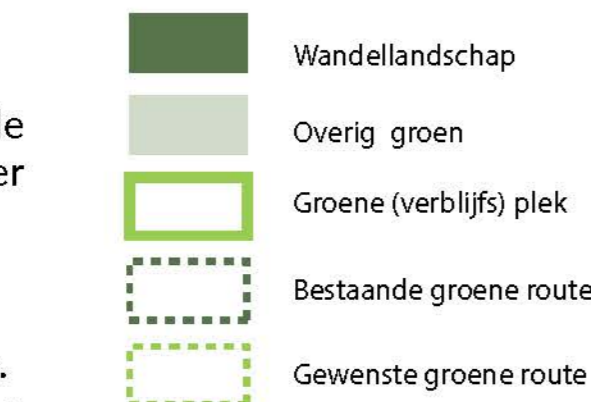 Wandellandschap
Overig groen
Groene (verblijfs) plek
Bestaande groene route
Gewenste groene route